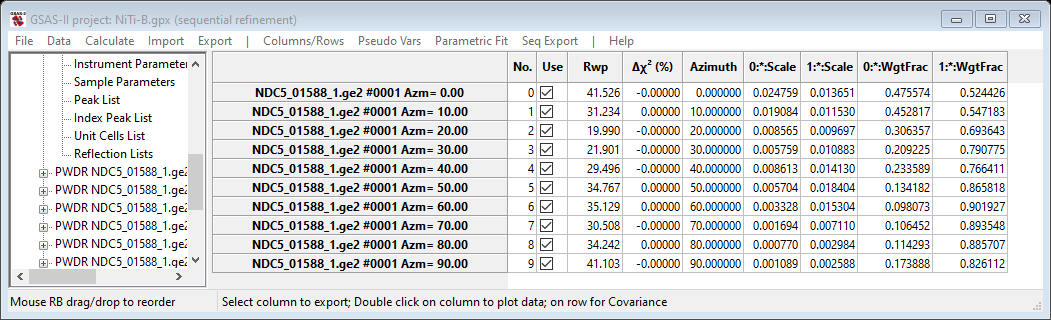 GSAS-II project: NiTi-B.gpx (sequential refinement)
File Data Calculate Import Export | Columns/Rows Pseudo Vars Parametric Fit Seq Export | Help
Instrument Parameter
Sample Parameters
Peak List
Index Peak List
Unit Cells List
Reflection Lists
PWDR NDC5_01588_1.ge2
PWDR NDC5_01588_1.ge2
PWDR NDC5_01588_1.ge2
PWDR NDC5_01588_1.ge2
PWDR NDC5_01588_1.ge2
PWDR NDC5_01588_1.ge2
No. Use Rwp Δχ² (%) Azimuth 0:*:Scale 1:*:Scale 0:*:WgtFrac 1:*:WgtFrac
NDC5_01588_1.ge2 #0001 Azm= 0.00 0 41.526 -0.00000 0.000000 0.024759 0.013651 0.475574 0.524426
NDC5_01588_1.ge2 #0001 Azm= 10.00 1 31.234 -0.00000 10.000000 0.019084 0.011530 0.452817 0.547183
NDC5_01588_1.ge2 #0001 Azm= 20.00 2 19.990 -0.00000 20.000000 0.008565 0.009697 0.306357 0.693643
NDC5_01588_1.ge2 #0001 Azm= 30.00 3 21.901 -0.00000 30.000000 0.005759 0.010883 0.209225 0.790775
NDC5_01588_1.ge2 #0001 Azm= 40.00 4 29.496 -0.00000 40.000000 0.008613 0.014130 0.233589 0.766411
NDC5_01588_1.ge2 #0001 Azm= 50.00 5 34.767 0.00000 50.000000 0.005704 0.018404 0.134182 0.865818
NDC5_01588_1.ge2 #0001 Azm= 60.00 6 35.129 0.00000 60.000000 0.003328 0.015304 0.098073 0.901927
NDC5_01588_1.ge2 #0001 Azm= 70.00 7 30.508 -0.00000 70.000000 0.001694 0.007110 0.106452 0.893548
NDC5_01588_1.ge2 #0001 Azm= 80.00 8 34.242 0.00000 80.000000 0.000770 0.002984 0.114293 0.885707
NDC5_01588_1.ge2 #0001 Azm= 90.00 9 41.103 -0.00000 90.000000 0.001089 0.002588 0.173888 0.826112
Mouse RB drag/drop to reorder
Select column to export; Double click on column to plot data; on row for Covariance